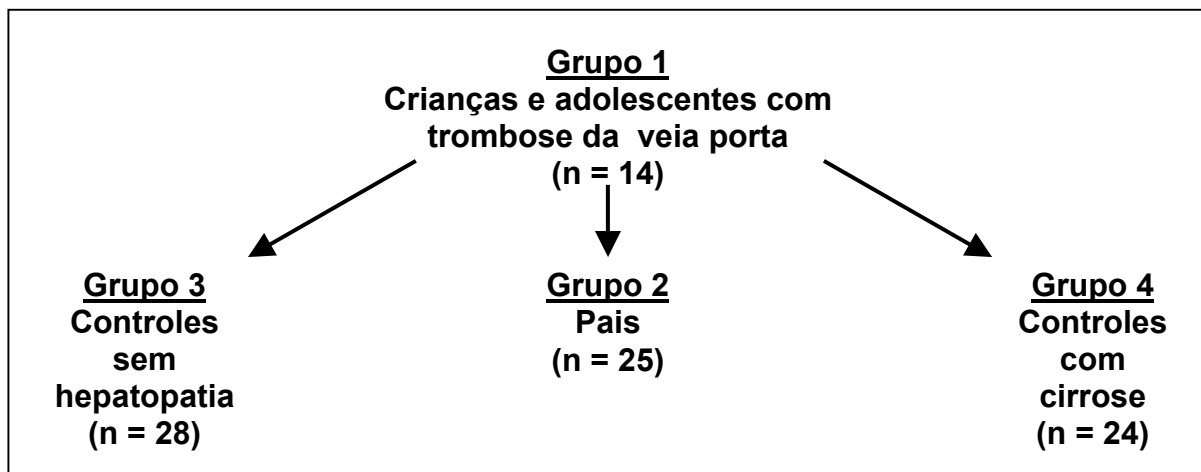 Grupo 1
Crianças e adolescentes com
trombose da veia porta
(n = 14)
Grupo 3
Controles
sem
hepatopatia
(n = 28)
Grupo 2
Pais
(n = 25)
Grupo 4
Controles
com
cirrose
(n = 24)